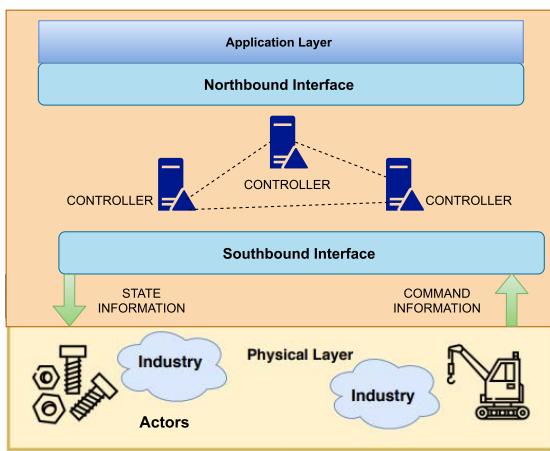 Application Layer
Northbound Interface
CONTROLLER
CONTROLLER
CONTROLLER
Southbound Interface
STATE
INFORMATION
COMMAND
INFORMATION
Industry
Physical Layer
Industry
Actors